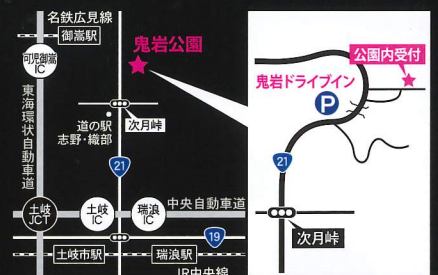 名鉄広見線
御嵩駅
鬼岩公園
可児御嵩
IC
東海環状自動車道
道の駅
志野・織部
次月峠
21
土岐
JCT
土岐
IC
瑞浪
IC
中央自動車道
19
土岐市駅
瑞浪駅
JR中央線
公園内受付
鬼岩ドライブイン
P
21
次月峠